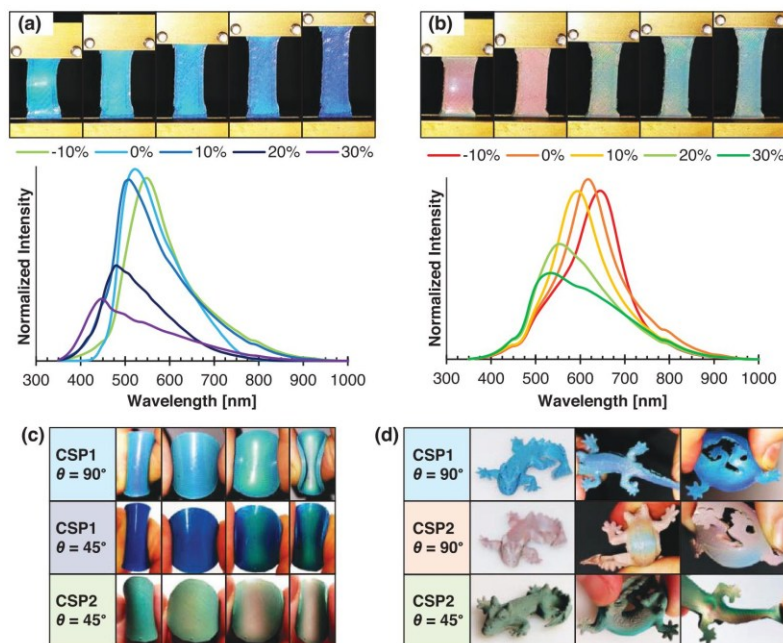 (a)
(b)
-10% 0% 10% 20% 30%
-10% 0% 10% 20% 30%
Normalized Intensity
300 400 500 600 700 800 900 1000
Wavelength [nm]
Normalized Intensity
300 400 500 600 700 800 900 1000
Wavelength [nm]
(c)
CSP1
θ = 90°
CSP1
θ = 45°
CSP2
θ = 45°
(d)
CSP1
θ = 90°
CSP2
θ = 90°
CSP2
θ = 45°